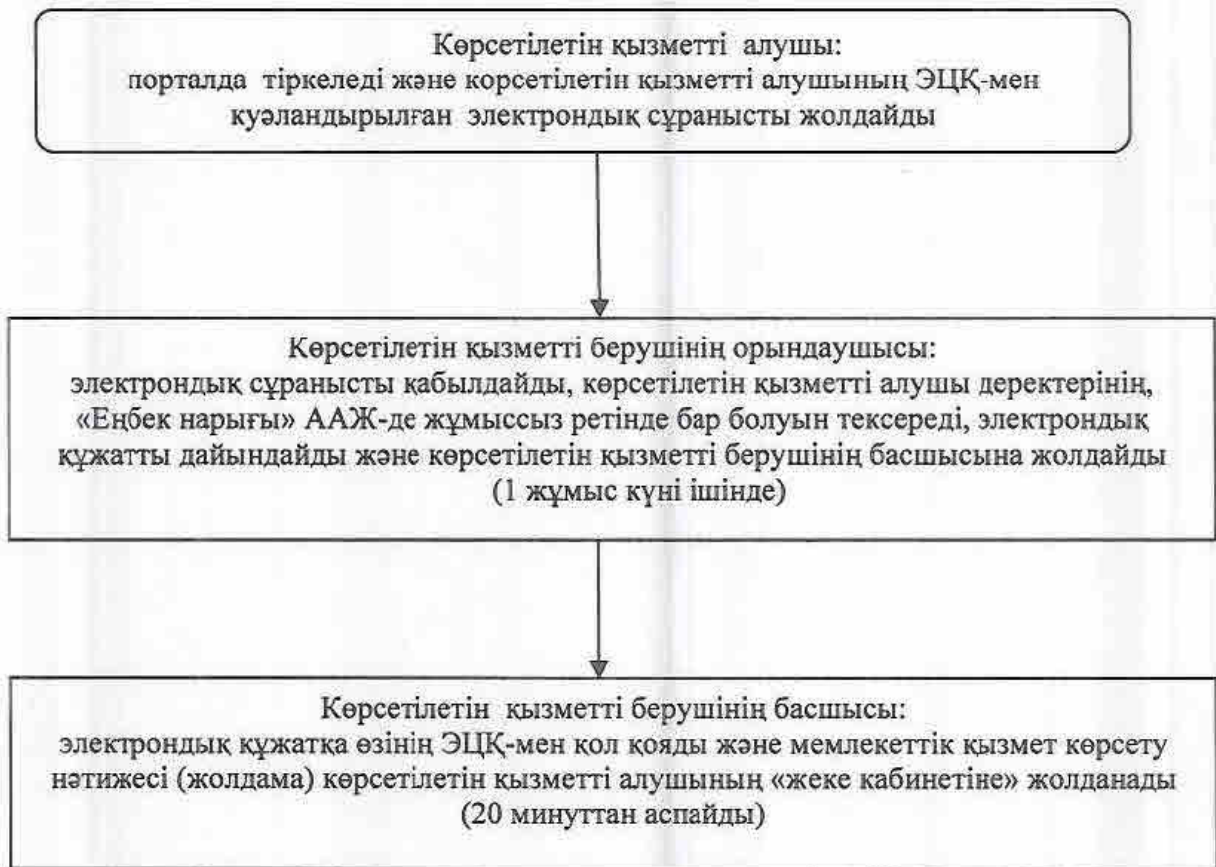 Көрсетілетін қызметті алушы:
порталда тіркеледі және корсетілетін қызметті алушының ЭЦҚ-мен
куәландырылған электрондық сұранысты жолдайды
Көрсетілетін қызметті берушінің орындаушысы:
электрондық сұранысты қабылдайды, көрсетілетін қызметті алушы деректерінің,
«Еңбек нарығы» ААЖ-де жұмыссыз ретінде бар болуын тексереді, электрондық
құжатты дайындайды және көрсетілетін қызметті берушінің басшысына жолдайды
(1 жұмыс күні ішінде)
Көрсетілетін қызметті берушінің басшысы:
электрондық құжатқа өзінің ЭЦҚ-мен қол қояды және мемлекеттік қызмет көрсету
нәтижесі (жолдама) көрсетілетін қызметті алушының «жеке кабинетіне» жолданады
(20 минуттан аспайды)